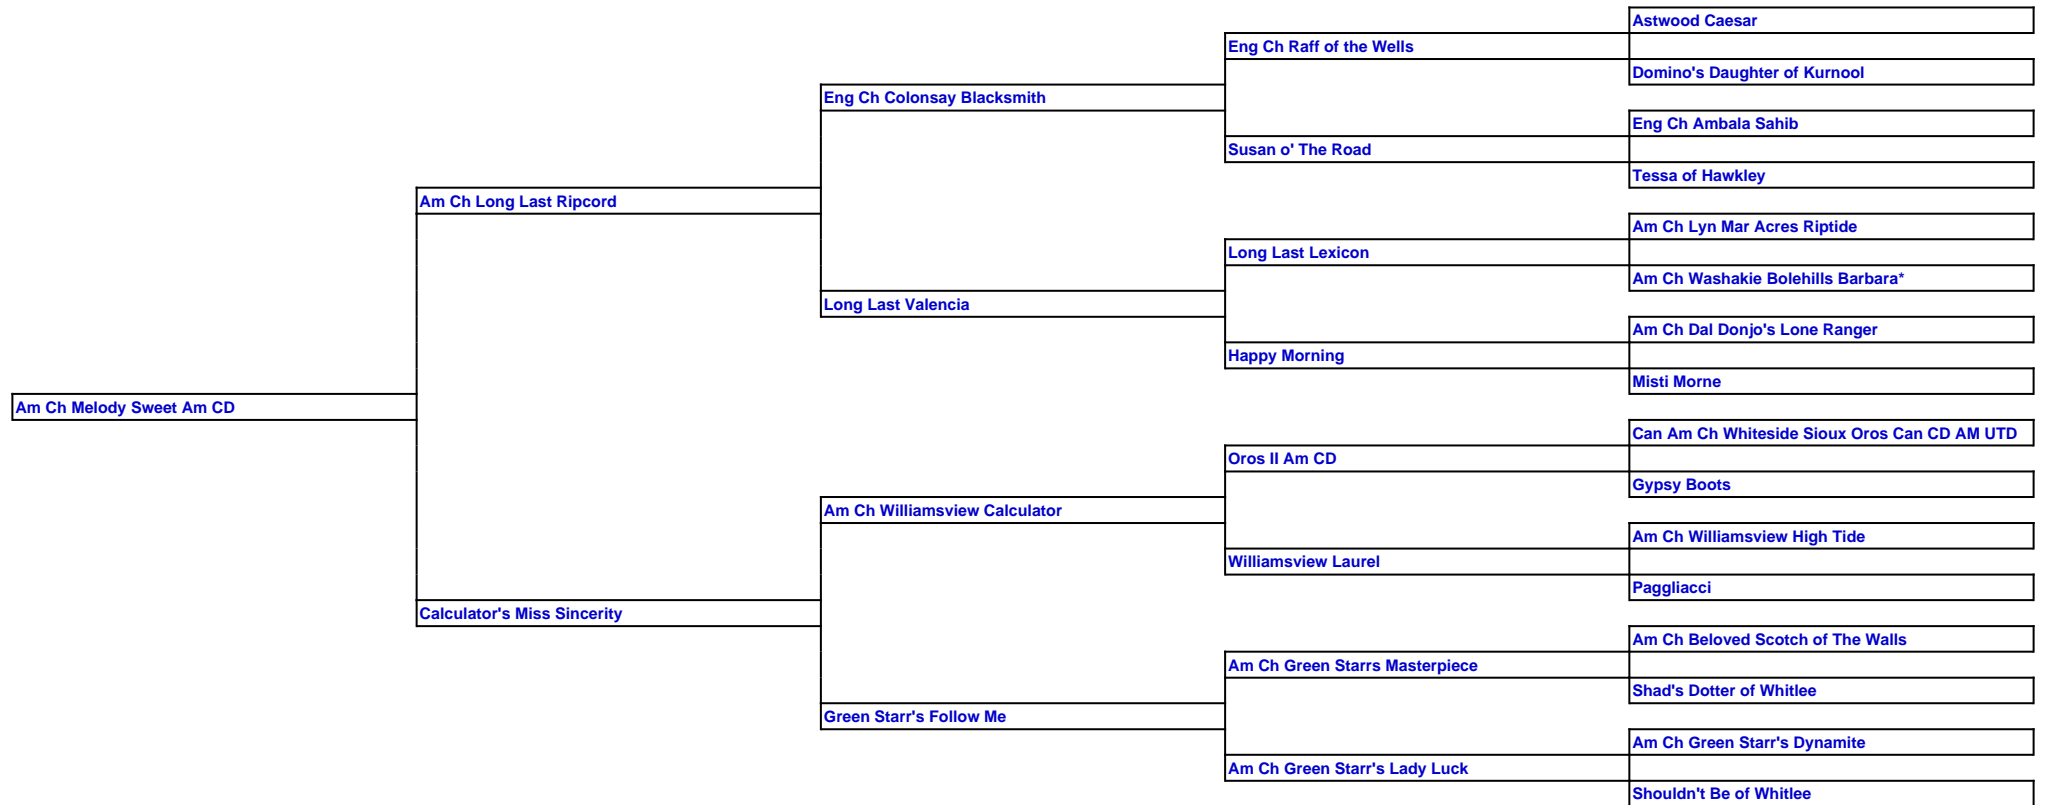 Astwood Caesar
Eng Ch Raff of the Wells
Domino's Daughter of Kurnool
Eng Ch Colonsay Blacksmith
Eng Ch Ambala Sahib
Susan o' The Road
Tessa of Hawkley
Am Ch Long Last Ripcord
Am Ch Lyn Mar Acres Riptide
Long Last Lexicon
Am Ch Washakie Bolehills Barbara*
Long Last Valencia
Am Ch Dal Donjo's Lone Ranger
Happy Morning
Misti Morne
Am Ch Melody Sweet Am CD
Can Am Ch Whiteside Sioux Oros Can CD AM UTD
Oros II Am CD
Gypsy Boots
Am Ch Williamsview Calculator
Am Ch Williamsview High Tide
Williamsview Laurel
Paggliacci
Calculator's Miss Sincerity
Am Ch Beloved Scotch of The Walls
Am Ch Green Starrs Masterpiece
Shad's Dotter of Whitlee
Green Starr's Follow Me
Am Ch Green Starr's Dynamite
Am Ch Green Starr's Lady Luck
Shouldn't Be of Whitlee